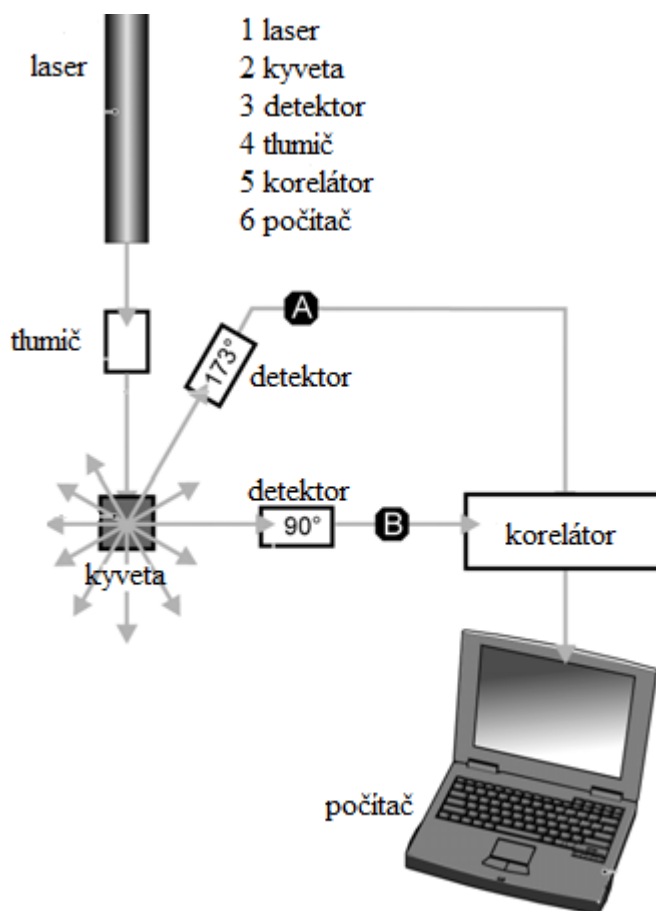 laser
1 laser
2 kyveta
3 detektor
4 tlumič
5 korelátor
6 počítač
A
tlumič
173°
detektor
detektor
90°
B
korelátor
kyveta
počítač